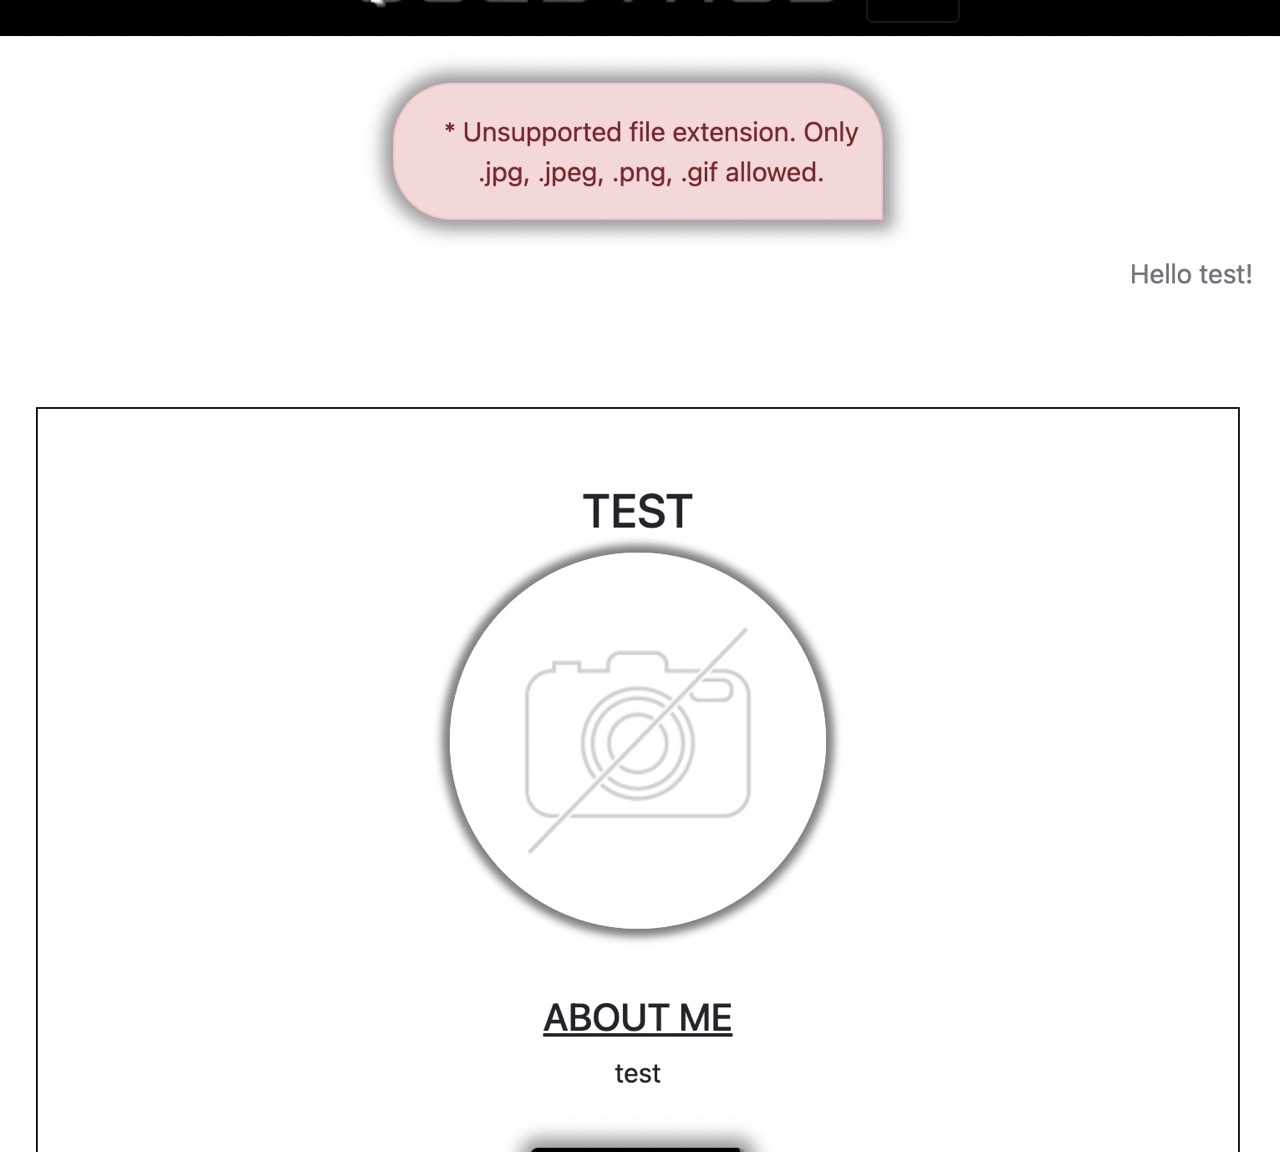 * Unsupported file extension. Only
.jpg, .jpeg, .png, .gif allowed.
Hello test!
TEST
ABOUT ME
test